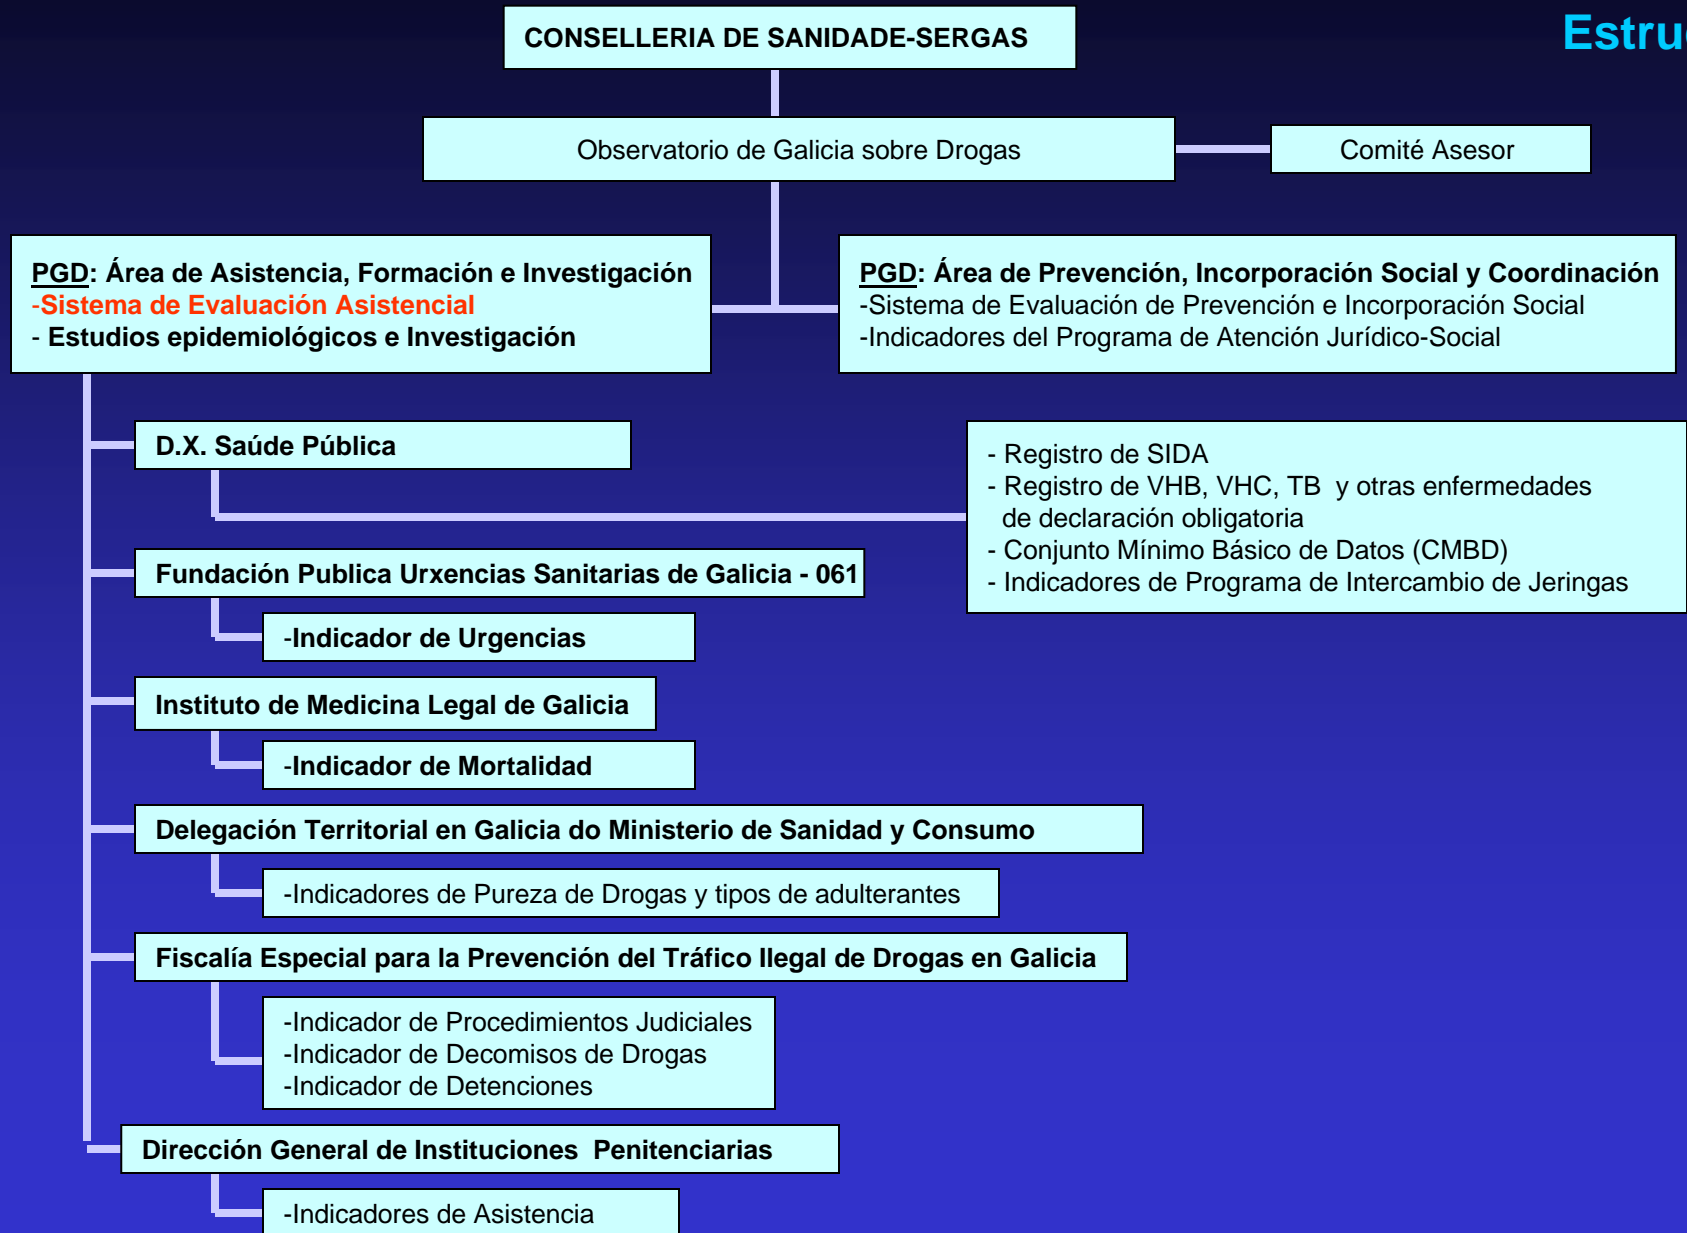 CONSELLERIA DE SANIDADE-SERGAS
Observatorio de Galicia sobre Drogas
Comité Asesor
PGD: Área de Asistencia, Formación e Investigación
-Sistema de Evaluación Asistencial
- Estudios epidemiológicos e Investigación
PGD: Área de Prevención, Incorporación Social y Coordinación
-Sistema de Evaluación de Prevención e Incorporación Social
-Indicadores del Programa de Atención Jurídico-Social
D.X. Saúde Pública
- Registro de SIDA
- Registro de VHB, VHC, TB y otras enfermedades
de declaración obligatoria
- Conjunto Mínimo Básico de Datos (CMBD)
- Indicadores de Programa de Intercambio de Jeringas
Fundación Publica Urxencias Sanitarias de Galicia - 061
-Indicador de Urgencias
Instituto de Medicina Legal de Galicia
-Indicador de Mortalidad
Delegación Territorial en Galicia do Ministerio de Sanidad y Consumo
-Indicadores de Pureza de Drogas y tipos de adulterantes
Fiscalía Especial para la Prevención del Tráfico Ilegal de Drogas en Galicia
-Indicador de Procedimientos Judiciales
-Indicador de Decomisos de Drogas
-Indicador de Detenciones
Dirección General de Instituciones Penitenciarias
-Indicadores de Asistencia